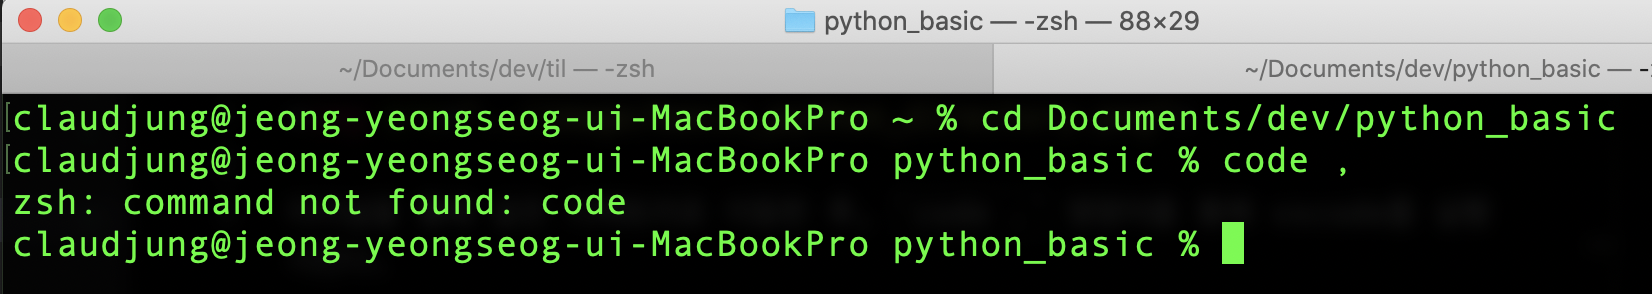 python_basic — -zsh — 88×29
~/Documents/dev/til — -zsh
~/Documents/dev/python_basic — -
claudjung@jeong-yeongseog-ui-MacBookPro ~ % cd Documents/dev/python_basic
claudjung@jeong-yeongseog-ui-MacBookPro python_basic % code ,
zsh: command not found: code
claudjung@jeong-yeongseog-ui-MacBookPro python_basic %